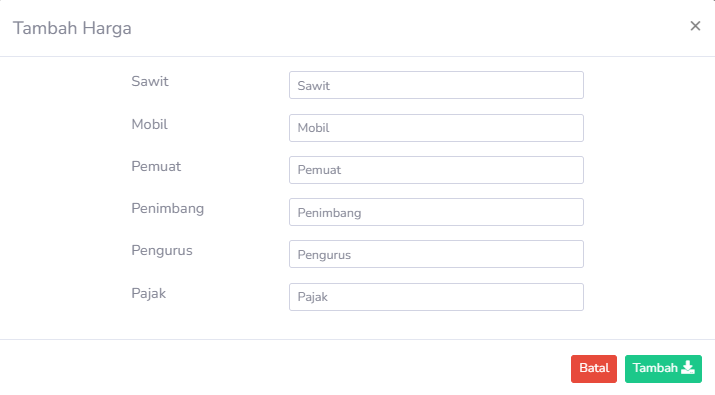 Tambah Harga ×
Sawit Sawit
Mobil Mobil
Pemuat Pemuat
Penimbang Penimbang
Pengurus Pengurus
Pajak Pajak
Batal Tambah